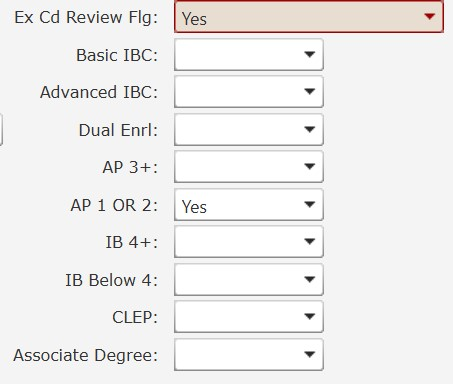 Ex Cd Review Flg: Yes
Basic IBC:
Advanced IBC:
Dual Enrl:
AP 3+:
AP 1 OR 2: Yes
IB 4+:
IB Below 4:
CLEP:
Associate Degree: